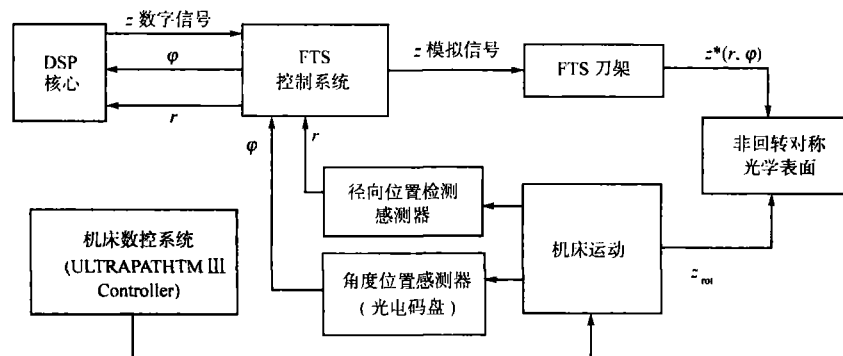 z 数字信号
DSP
核心
φ
r
FTS
控制系统
z 模拟信号
FTS 刀架
z*(r, φ)
非回转对称
光学表面
φ
r
径向位置检测
感测器
角度位置感测器
(光电码盘)
机床运动
z rot
机床数控系统
(ULTRAPATHTM III
Controller)